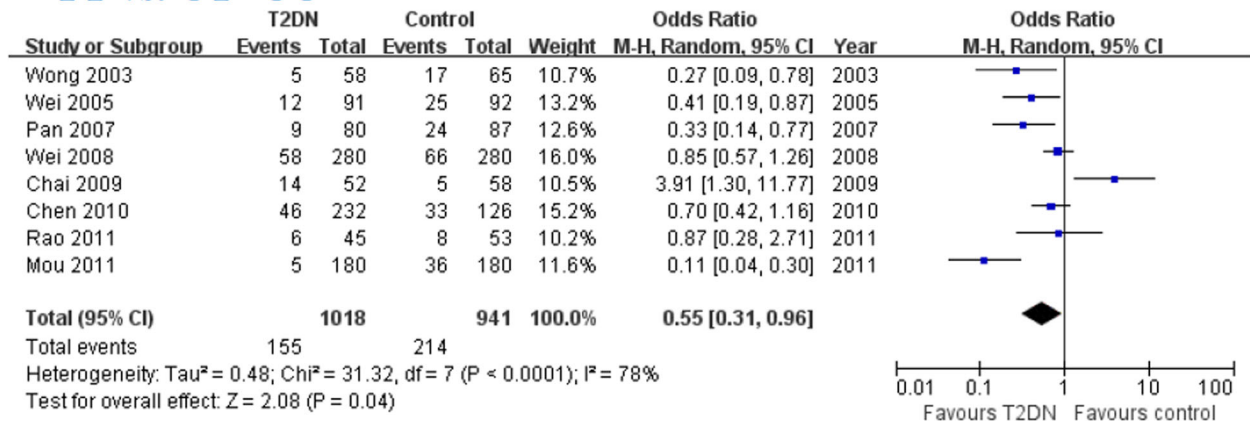 T2DN Control Odds Ratio Odds Ratio
Study or Subgroup Events Total Events Total Weight M-H, Random, 95% CI Year M-H, Random, 95% CI
Wong 2003 5 58 17 65 10.7% 0.27 [0.09, 0.78] 2003
Wei 2005 12 91 25 92 13.2% 0.41 [0.19, 0.87] 2005
Pan 2007 9 80 24 87 12.6% 0.33 [0.14, 0.77] 2007
Wei 2008 58 280 66 280 16.0% 0.85 [0.57, 1.26] 2008
Chai 2009 14 52 5 58 10.5% 3.91 [1.30, 11.77] 2009
Chen 2010 46 232 33 126 15.2% 0.70 [0.42, 1.16] 2010
Rao 2011 6 45 8 53 10.2% 0.87 [0.28, 2.71] 2011
Mou 2011 5 180 36 180 11.6% 0.11 [0.04, 0.30] 2011
Total (95% CI) 1018 941 100.0% 0.55 [0.31, 0.96]
Total events 155 214
Heterogeneity: Tau² = 0.48; Chi² = 31.32, df = 7 (P < 0.0001); I² = 78%
Test for overall effect: Z = 2.08 (P = 0.04)
0.01 0.1 1 10 100
Favours T2DN Favours control